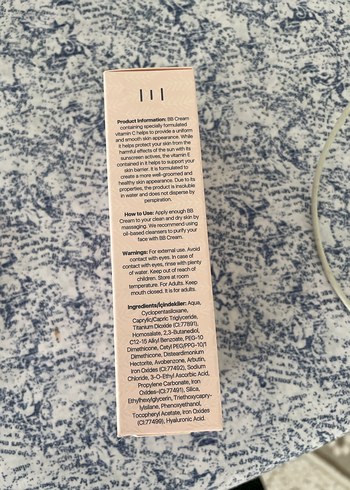 Product Information: BB Cream
containing specially formulated
vitamin C helps to provide a uniform
and smooth skin appearance. While
it helps protect your skin from the
harmful effects of the sun with its
sunscreen actives, the vitamin E
contained in it helps to support your
skin barrier. It is formulated to
create a more well-groomed and
healthy skin appearance. Due to its
properties, the product is insoluble
in water and does not disperse by
perspiration.
How to Use: Apply enough BB
Cream to your clean and dry skin by
massaging. We recommend using
oil-based cleansers to purify your
face with BB Cream.
Warnings: For external use. Avoid
contact with eyes. In case of
contact with eyes, rinse with plenty
of water. Keep out of reach of
children. Store at room
temperature. For Adults. Keep
mouth closed. It is for adults.
Ingredients/İçindekiler: Aqua,
Cyclopentasiloxane,
Caprylic/Capric Triglyceride,
Titanium Dioxide (CI:77891),
Homosalate, 2,3-Butanediol,
C12-15 Alkyl Benzoate, PEG-10
Dimethicone, Cetyl PEG/PPG-10/1
Dimethicone, Disteardimonium
Hectorite, Avobenzone, Arbutin,
Iron Oxides (CI:77492), Sodium
Chloride, 3-O-Ethyl Ascorbic Acid,
Propylene Carbonate, Iron
Oxides-(CI:77491), Silica,
Ethylhexylglycerin, Triethoxycapry-
lylsilane, Phenoxyethanol,
Tocopheryl Acetate, Iron Oxides
(CI:77499), Hyaluronic Acid.